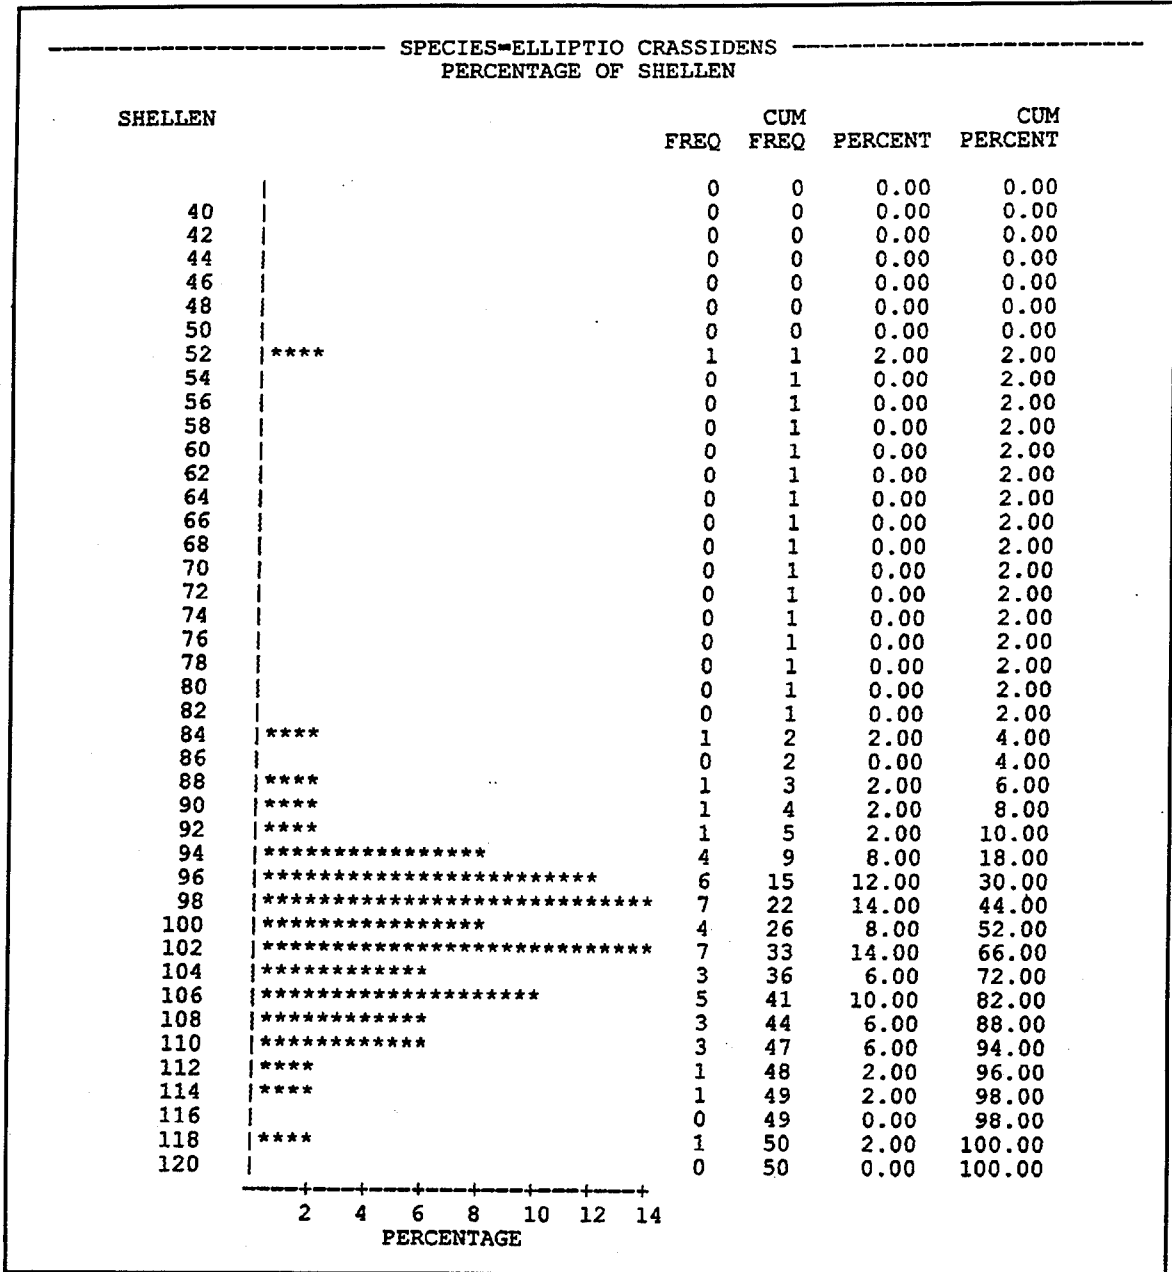 SPECIES=ELLIPTIO CRASSIDENS
PERCENTAGE OF SHELLEN
SHELLEN CUM CUM
FREQ FREQ PERCENT PERCENT
| 0 0 0.00 0.00
40 | 0 0 0.00 0.00
42 | 0 0 0.00 0.00
44 | 0 0 0.00 0.00
46 | 0 0 0.00 0.00
48 | 0 0 0.00 0.00
50 | 0 0 0.00 0.00
52 |**** 1 1 2.00 2.00
54 | 0 1 0.00 2.00
56 | 0 1 0.00 2.00
58 | 0 1 0.00 2.00
60 | 0 1 0.00 2.00
62 | 0 1 0.00 2.00
64 | 0 1 0.00 2.00
66 | 0 1 0.00 2.00
68 | 0 1 0.00 2.00
70 | 0 1 0.00 2.00
72 | 0 1 0.00 2.00
74 | 0 1 0.00 2.00
76 | 0 1 0.00 2.00
78 | 0 1 0.00 2.00
80 | 0 1 0.00 2.00
82 | 0 1 0.00 2.00
84 |**** 1 2 2.00 4.00
86 | 0 2 0.00 4.00
88 |**** 1 3 2.00 6.00
90 |**** 1 4 2.00 8.00
92 |**** 1 5 2.00 10.00
94 |**************** 4 9 8.00 18.00
96 |************************ 6 15 12.00 30.00
98 |**************************** 7 22 14.00 44.00
100 |**************** 4 26 8.00 52.00
102 |**************************** 7 33 14.00 66.00
104 |************ 3 36 6.00 72.00
106 |******************** 5 41 10.00 82.00
108 |************ 3 44 6.00 88.00
110 |************ 3 47 6.00 94.00
112 |**** 1 48 2.00 96.00
114 |**** 1 49 2.00 98.00
116 | 0 49 0.00 98.00
118 |**** 1 50 2.00 100.00
120 | 0 50 0.00 100.00
2 4 6 8 10 12 14
PERCENTAGE